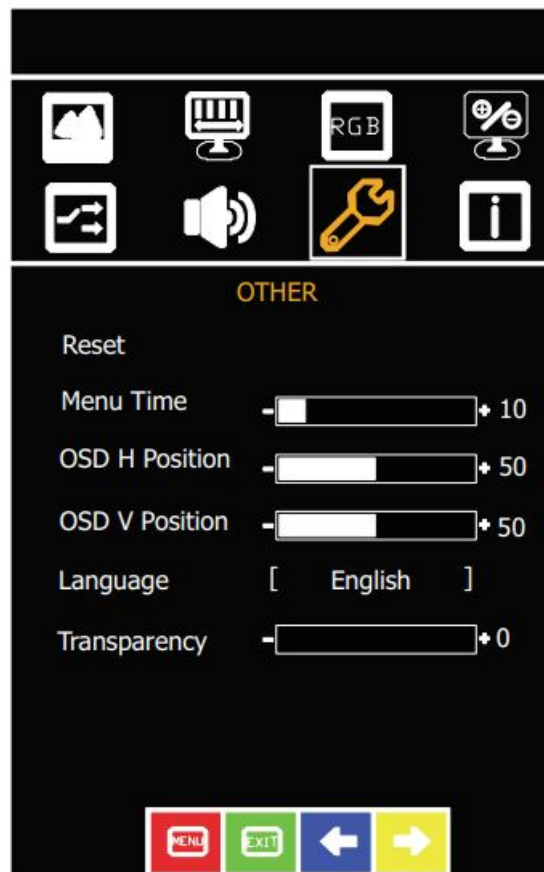 RGB
i
OTHER
Reset
Menu Time - + 10
OSD H Position - + 50
OSD V Position - + 50
Language [ English ]
Transparency - + 0
MENU EXIT